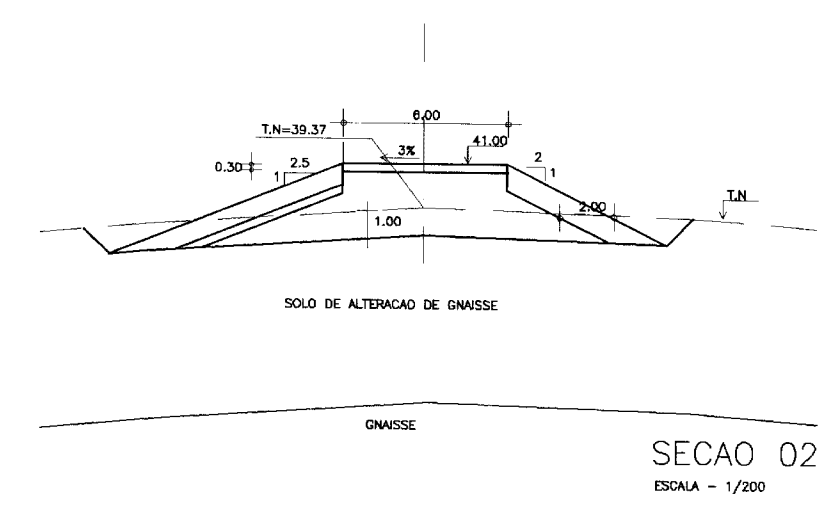 6.00
T.N=39.37
3%
41.00
0.30
1
2.5
2
1
T.N
2.00
1.00
SOLO DE ALTERACAO DE GNAISSE
GNAISSE
SECAO 02
ESCALA - 1/200